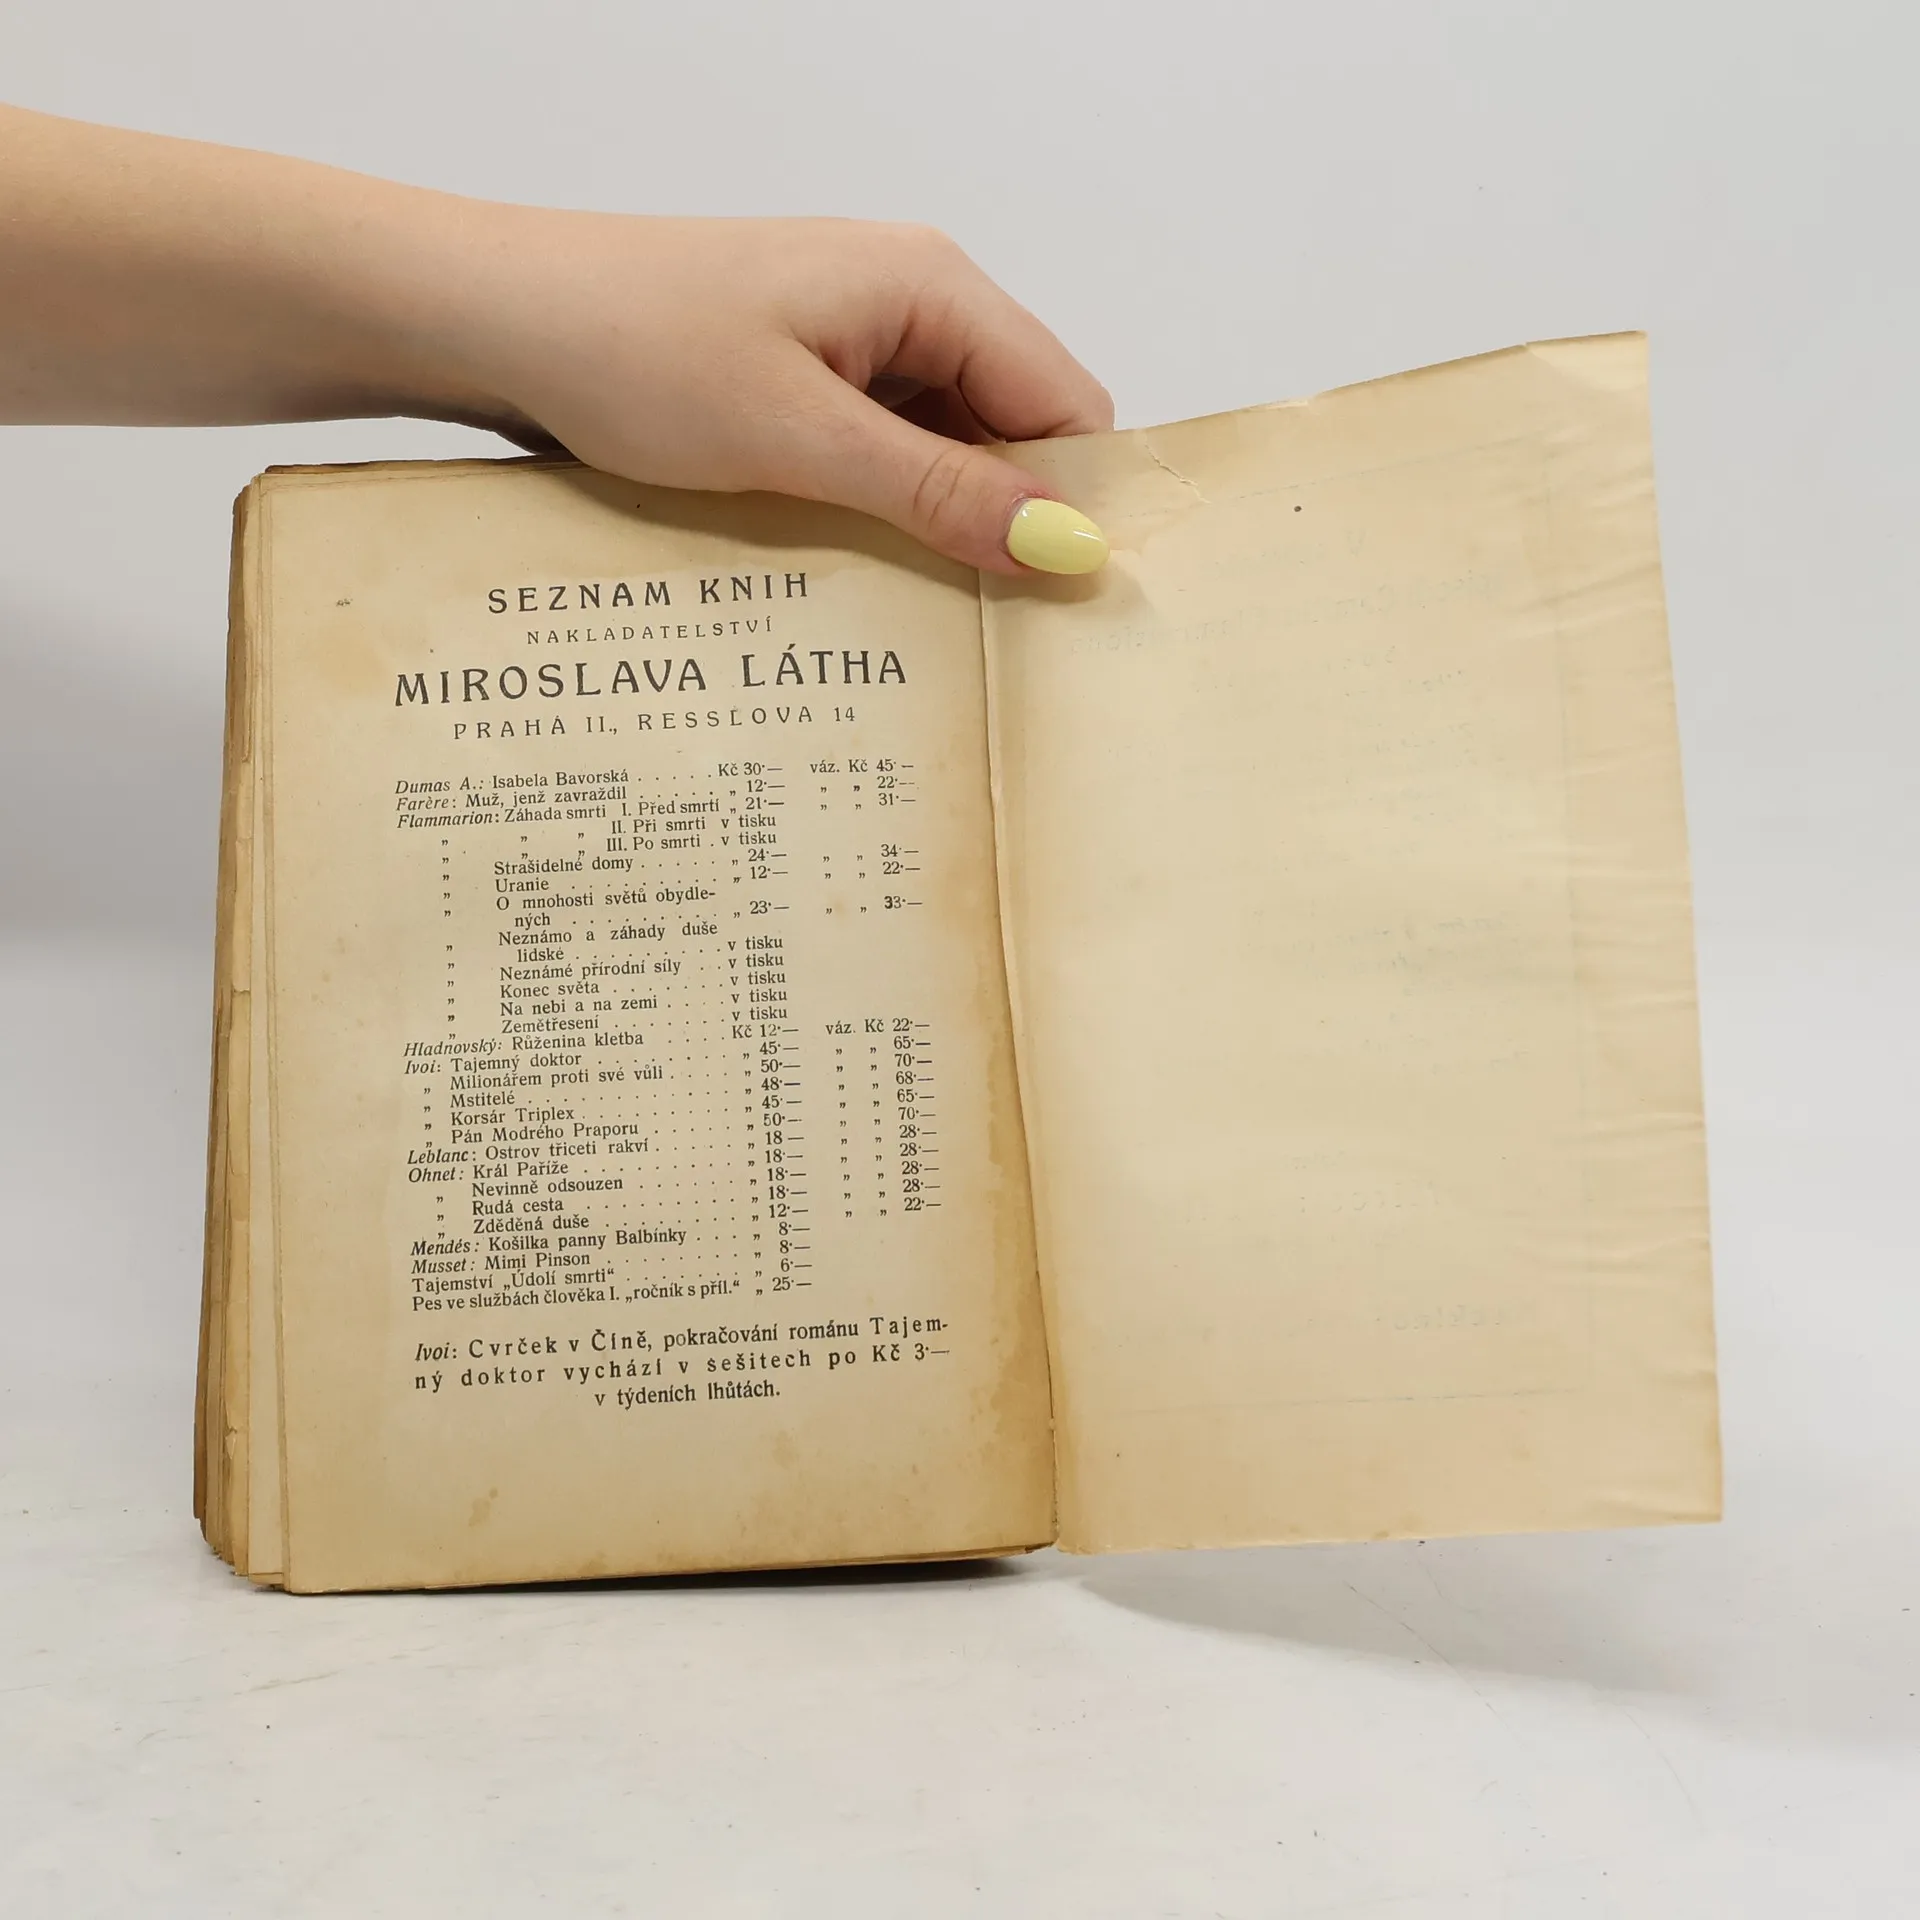 SEZNAM KNIH
NAKLADATELSTVÍ
MIROSLAVA LÁTHA
PRAHA II., RESSLOVA 14
Dumas A.: Isabela Bavorská . . . . . Kč 30·— váz. Kč 45·—
Farère: Muž, jenž zavraždil . . . . . „ 12·— „ „ 22·—
Flammarion: Záhada smrti I. Před smrtí „ 21·— „ „ 31·—
„ „ „ II. Při smrti v tisku
„ „ „ III. Po smrti . v tisku
„ Strašidelné domy . . . . . „ 24·— „ „ 34·—
„ Uranie . . . . . . . . . „ 12·— „ „ 22·—
„ O mnohosti světů obydle-
ných . . . . . . . . . „ 23·— „ „ 33·—
„ Neznámo a záhady duše
lidské . . . . . . . . . v tisku
„ Neznámé přírodní síly . . v tisku
„ Konec světa . . . . . . . v tisku
„ Na nebi a na zemi . . . . v tisku
„ Zemětřesení . . . . . . . v tisku
Hladnovský: Růženina kletba . . . . Kč 12·— váz. Kč 22·—
Ivoi: Tajemný doktor . . . . . . . . „ 45·— „ „ 65·—
„ Milionářem proti své vůli . . . . „ 50·— „ „ 70·—
„ Mstitelé . . . . . . . . . . . . „ 48·— „ „ 68·—
„ Korsár Triplex . . . . . . . . . „ 45·— „ „ 65·—
„ Pán Modrého Praporu . . . . . „ 50·— „ „ 70·—
Leblanc: Ostrov třiceti rakví . . . . . „ 18 — „ „ 28·—
Ohnet: Král Paříže . . . . . . . . . „ 18·— „ „ 28·—
„ Nevinně odsouzen . . . . . . „ 18·— „ „ 28·—
„ Rudá cesta . . . . . . . . . „ 18·— „ „ 28·—
„ Zděděná duše . . . . . . . . „ 12·— „ „ 22·—
Mendés: Košilka panny Balbínky . . . „ 8·—
Musset: Mimi Pinson . . . . . . . . „ 8·—
Tajemství „Údolí smrti“ . . . . . . . „ 6·—
Pes ve službách člověka I. „ročník s příl.“ „ 25·—
Ivoi: Cvrček v Číně, pokračování románu Tajem-
ný doktor vychází v sešitech po Kč 3·—
v týdeních lhůtách.